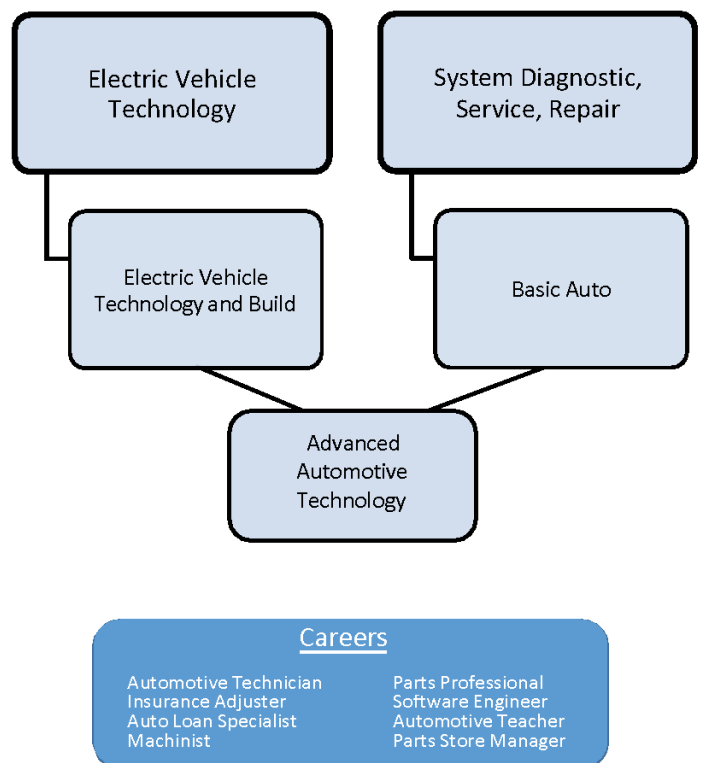 Electric Vehicle
Technology
System Diagnostic,
Service, Repair
Electric Vehicle
Technology and Build
Basic Auto
Advanced
Automotive
Technology
Careers
Automotive Technician
Insurance Adjuster
Auto Loan Specialist
Machinist
Parts Professional
Software Engineer
Automotive Teacher
Parts Store Manager